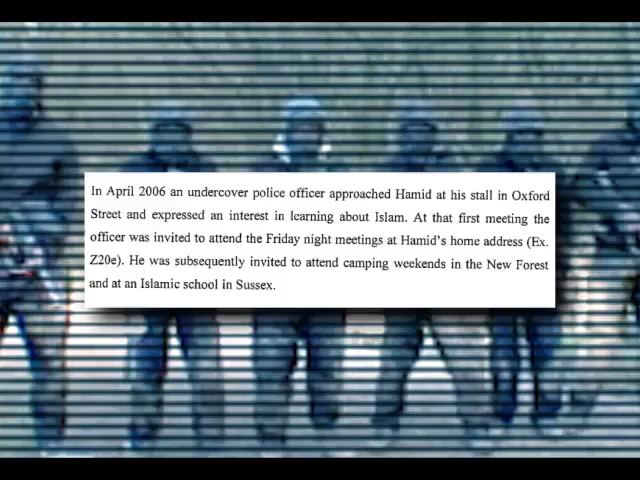 In April 2006 an undercover police officer approached Hamid at his stall in Oxford
Street and expressed an interest in learning about Islam. At that first meeting the
officer was invited to attend the Friday night meetings at Hamid's home address (Ex.
Z20e). He was subsequently invited to attend camping weekends in the New Forest
and at an Islamic school in Sussex.